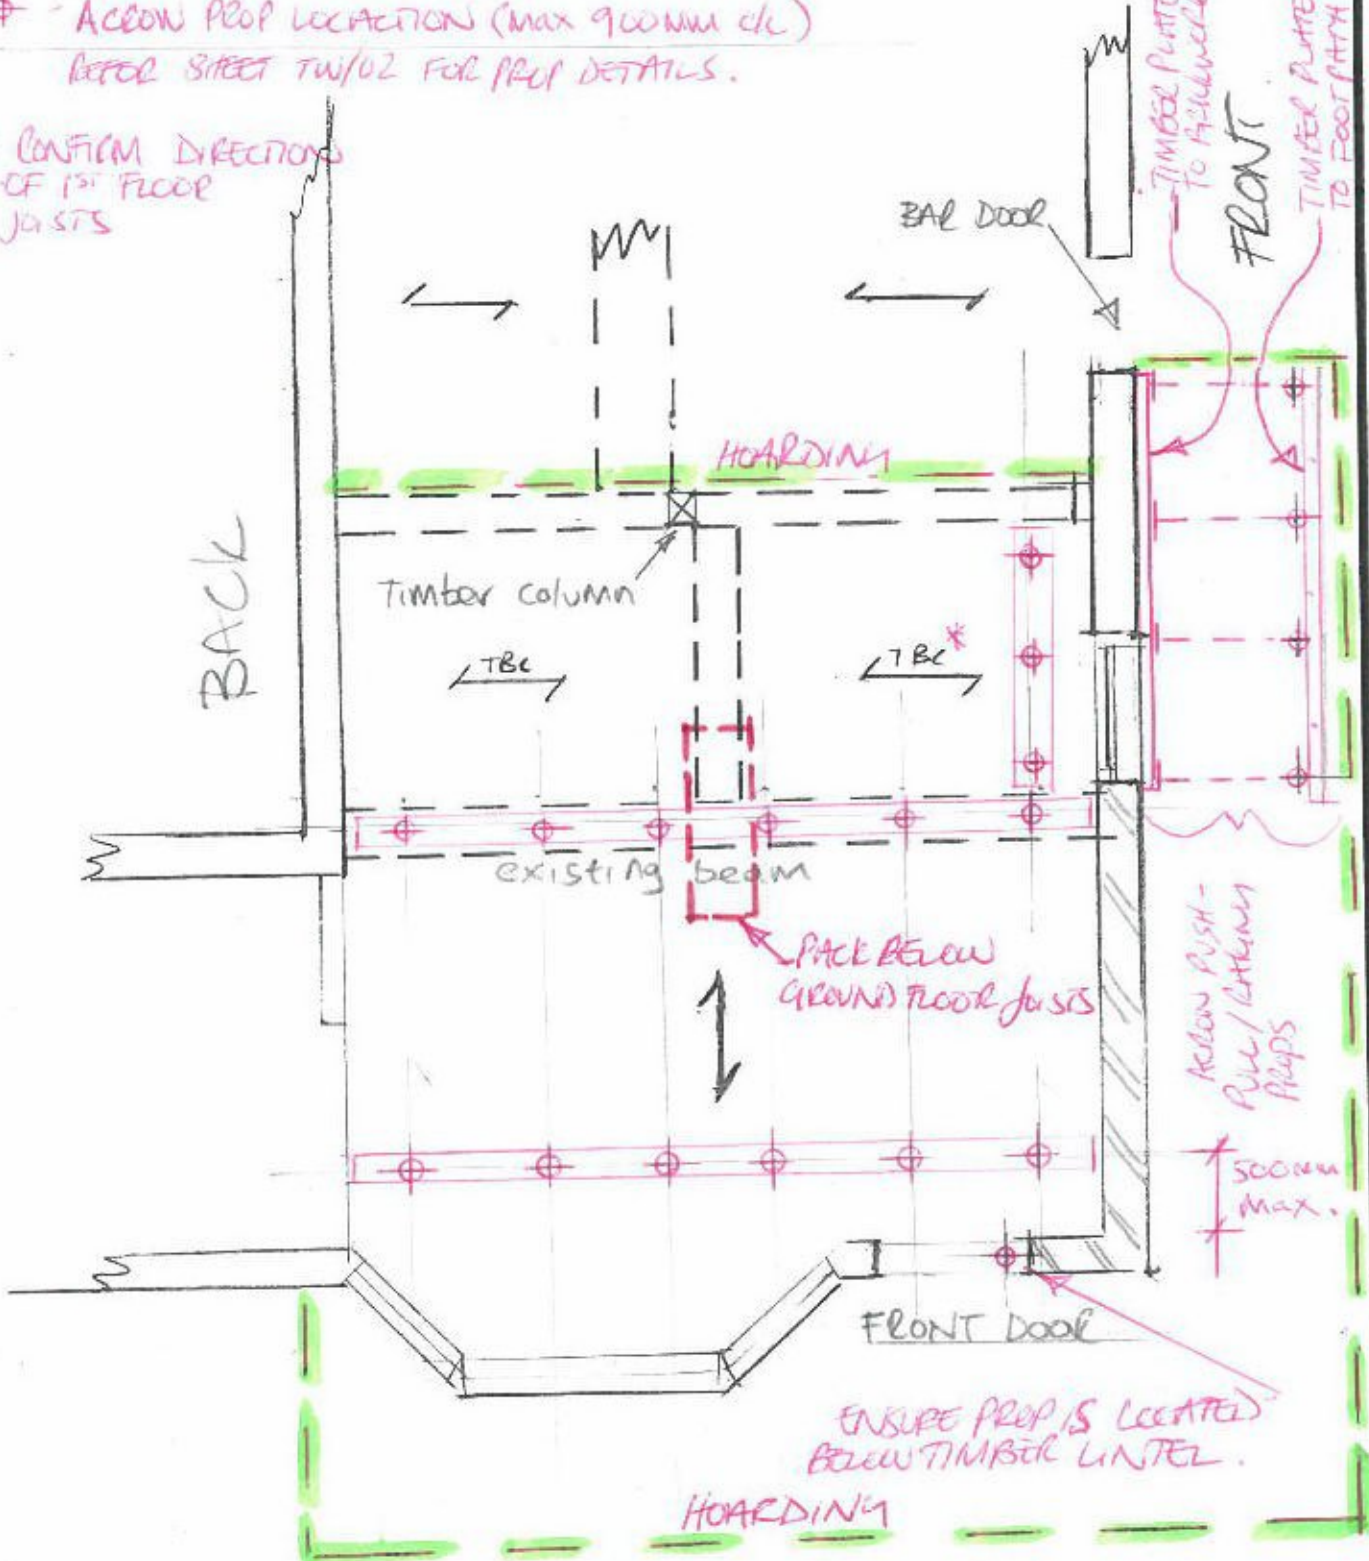 - ACROW PROP LOCACTION (MAX 900MM c/c)
REFER SHEET TW/02 FOR PROP DETAILS.
CONFIRM DIRECTIONS
OF 1ST FLOOR
JOISTS
TIMBER PLATE
TO BRICKWORK
FRONT.
TIMBER PLATE
TO FOOTPATH
BAR DOOR
HOARDING
BACK
Timber column
TBC
TBC *
existing beam
PACK BELOW
GROUND FLOOR JOISTS
ACROW PUSH-
PULL/RAKING
PROPS
500mm
max.
FRONT DOOR
ENSURE PROP IS LOCATED
BELOW TIMBER LINTEL.
HOARDING